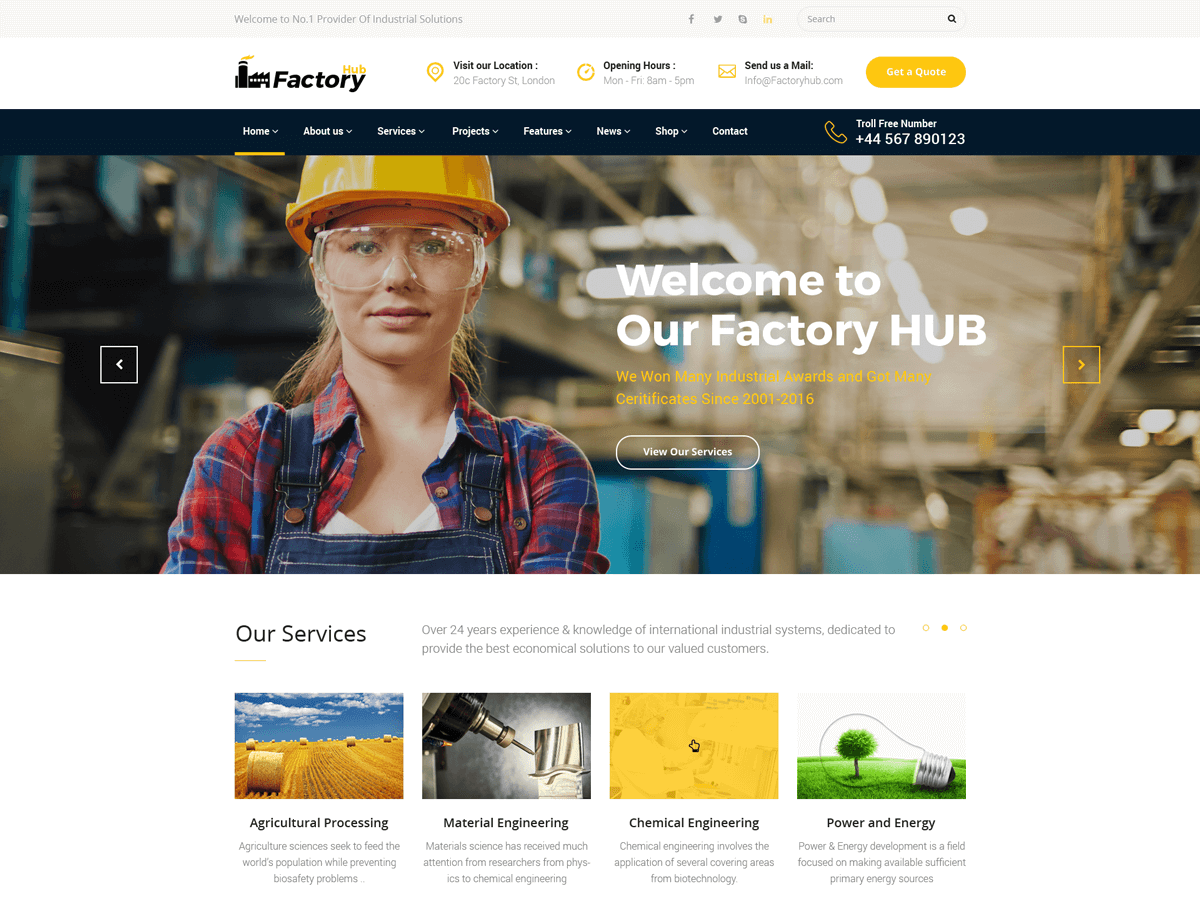 Welcome to No.1 Provider Of Industrial Solutions
in
Search
Factory Hub
Visit our Location :
20c Factory St, London
Opening Hours :
Mon - Fri: 8am - 5pm
Send us a Mail:
Info@Factoryhub.com
Get a Quote
Home
About us
Services
Projects
Features
News
Shop
Contact
Troll Free Number
+44 567 890123
Welcome to
Our Factory HUB
We Won Many Industrial Awards and Got Many
Ceritificates Since 2001-2016
View Our Services
Our Services
Over 24 years experience & knowledge of international industrial systems, dedicated to
provide the best economical solutions to our valued customers.
Agricultural Processing
Agriculture sciences seek to feed the
world's population while preventing
biosafety problems ..
Material Engineering
Materials science has received much
attention from researchers from phys-
ics to chemical engineering
Chemical Engineering
Chemical engineering involves the
application of several covering areas
from biotechnology.
Power and Energy
Power & Energy development is a field
focused on making available sufficient
primary energy sources